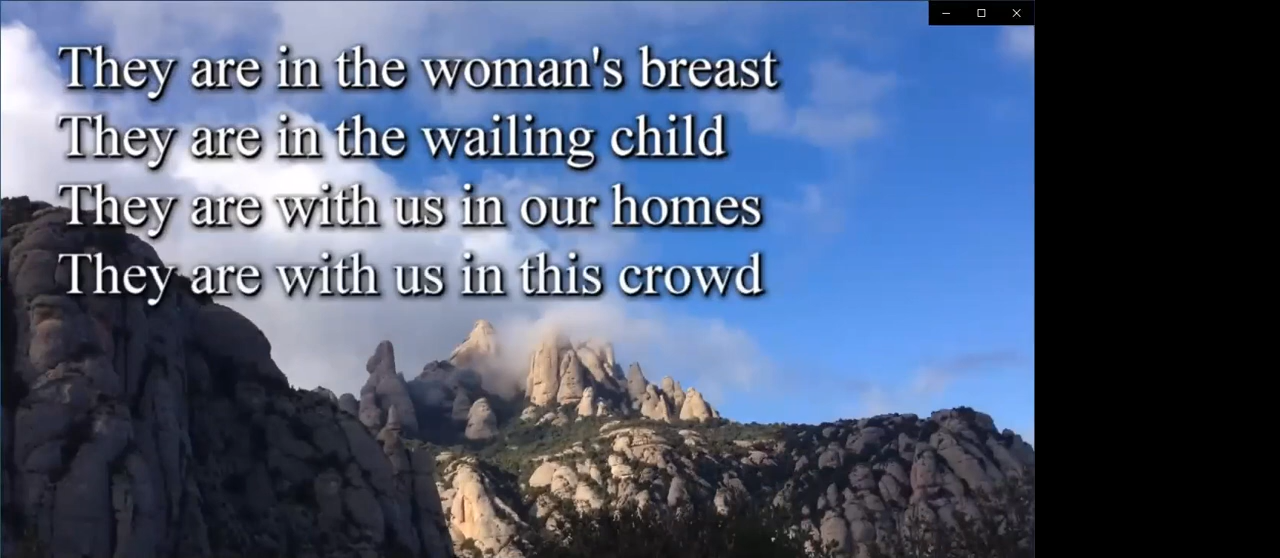 They are in the woman's breast
They are in the wailing child
They are with us in our homes
They are with us in this crowd